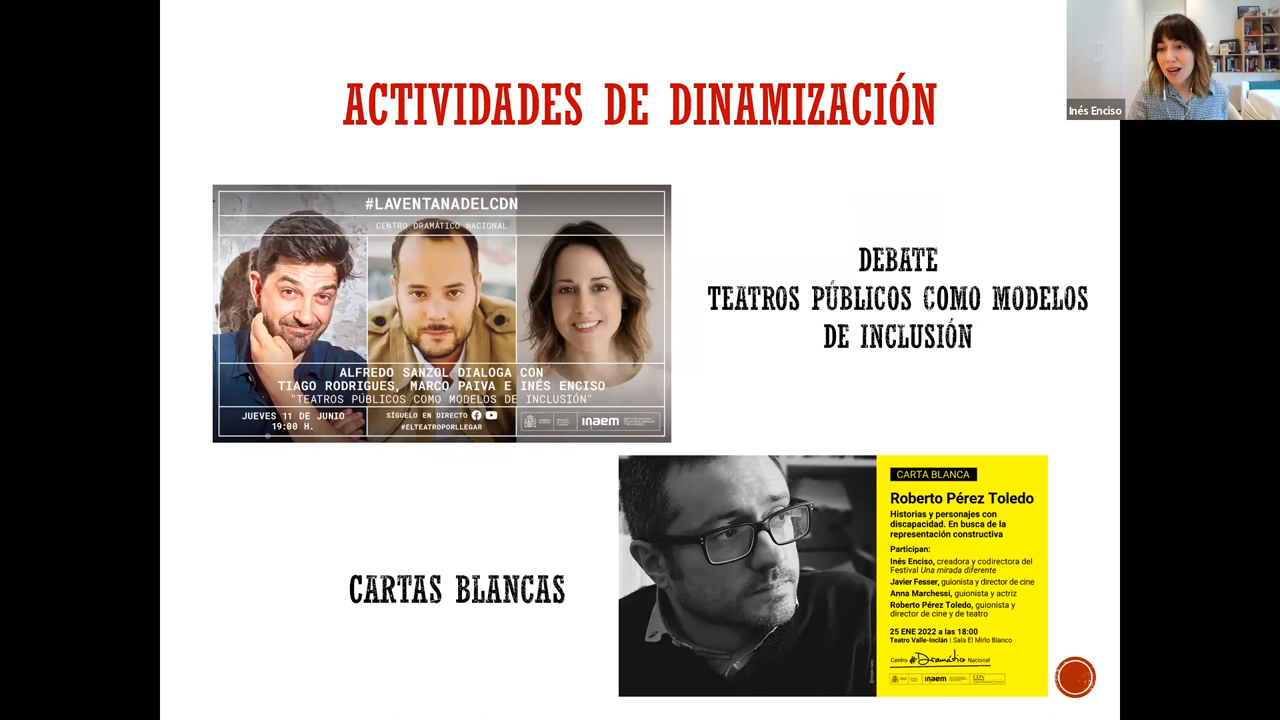 Inés Enciso
ACTIVIDADES DE DINAMIZACIÓN
#LAVENTANADELCDN
CENTRO DRAMÁTICO NACIONAL
ALFREDO SANZOL DIALOGA CON
TIAGO RODRIGUES, MARCO PAIVA E INÉS ENCISO
"TEATROS PÚBLICOS COMO MODELOS DE INCLUSIÓN"
JUEVES 11 DE JUNIO
19:00 H.
SÍGUELO EN DIRECTO
#ELTEATROPORLLEGAR
inaem
DEBATE
TEATROS PÚBLICOS COMO MODELOS
DE INCLUSIÓN
CARTAS BLANCAS
CARTA BLANCA
Roberto Pérez Toledo
Historias y personajes con
discapacidad. En busca de la
representación constructiva
Participan:
Inés Enciso, creadora y codirectora del
Festival Una mirada diferente
Javier Fesser, guionista y director de cine
Anna Marchessi, guionista y actriz
Roberto Pérez Toledo, guionista y
director de cine y de teatro
25 ENE 2022 a las 18:00
Teatro Valle-Inclán | Sala El Mirlo Blanco
Centro #Dramático Nacional
inaem
CDN